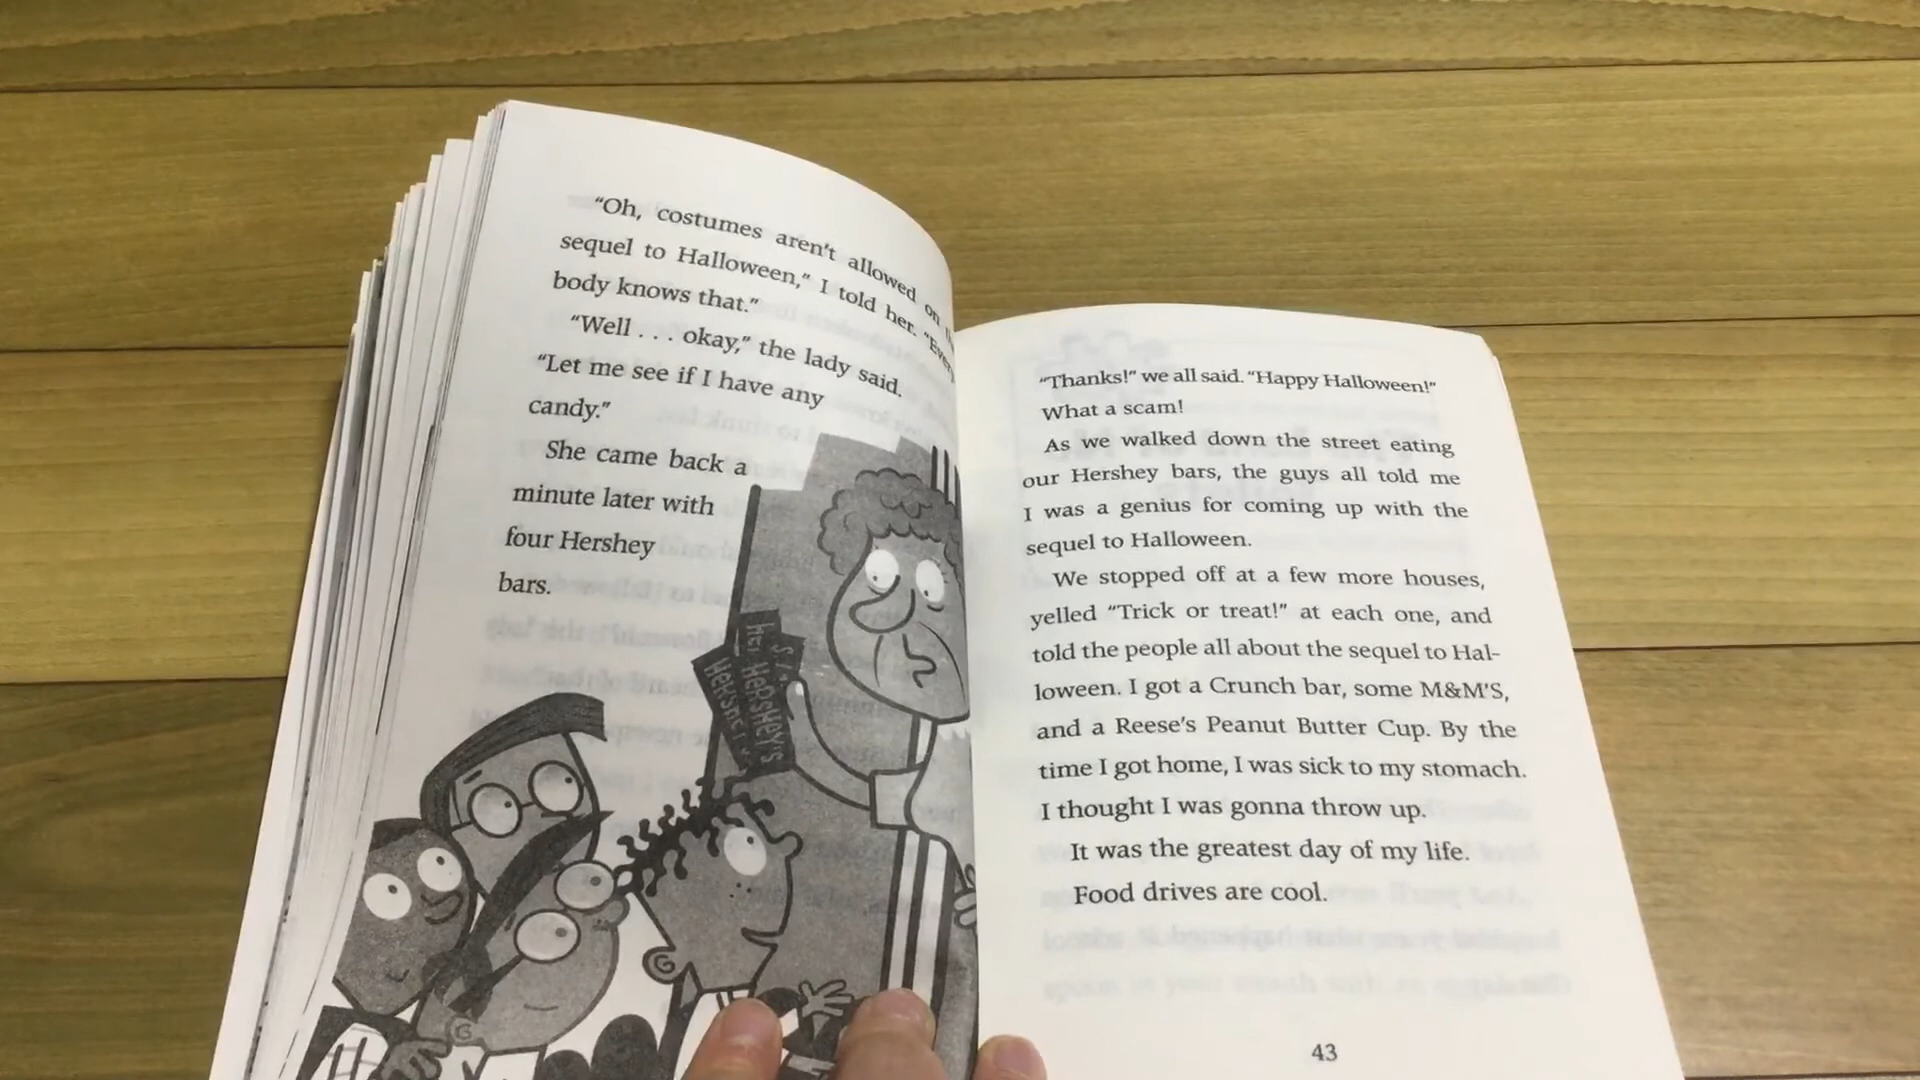 “Oh, costumes aren’t allowed on
sequel to Halloween,” I told her. “Every-
body knows that.”
“Well . . . okay,” the lady said.
“Let me see if I have any
candy.”
She came back a
minute later with
four Hershey
bars.
HERSHEY'S
“Thanks!” we all said. “Happy Halloween!”
What a scam!
As we walked down the street eating
our Hershey bars, the guys all told me
I was a genius for coming up with the
sequel to Halloween.
We stopped off at a few more houses,
yelled “Trick or treat!” at each one, and
told the people all about the sequel to Hal-
loween. I got a Crunch bar, some M&M’S,
and a Reese’s Peanut Butter Cup. By the
time I got home, I was sick to my stomach.
I thought I was gonna throw up.
It was the greatest day of my life.
Food drives are cool.
43